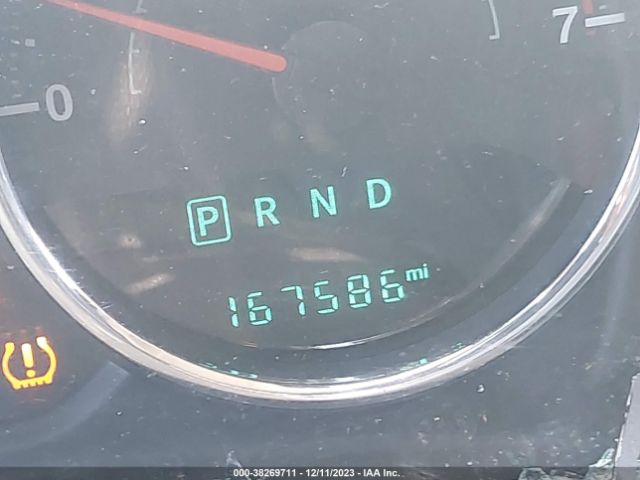 7
0
P R N D
167586 mi
000-38269711 - 12/11/2023 - IAA Inc.